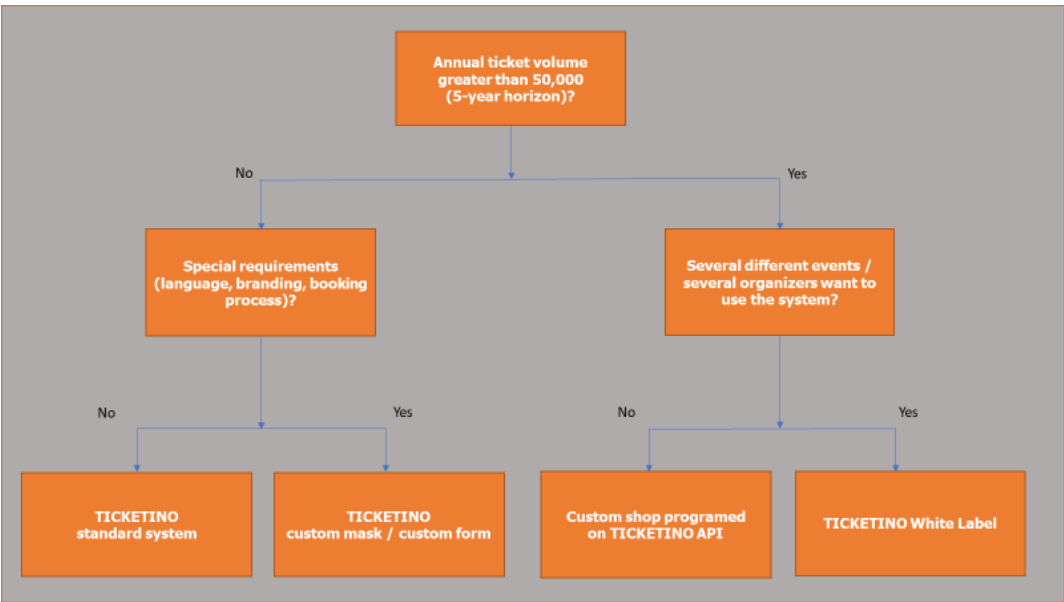 Annual ticket volume
greater than 50,000
(5-year horizon)?
No
Yes
Special requirements
(language, branding, booking
process)?
Several different events /
several organizers want to
use the system?
No
Yes
No
Yes
TICKETINO
standard system
TICKETINO
custom mask / custom form
Custom shop programed
on TICKETINO API
TICKETINO White Label